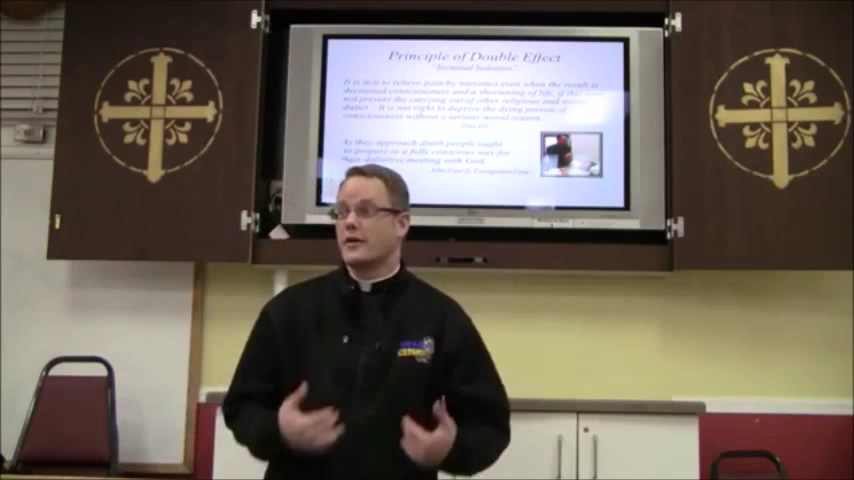 Principle of Double Effect
"Terminal Sedation"
It is licit to relieve pain by narcotics even when the result is
decreased consciousness and a shortening of life, if this does
not prevent the carrying out of other religious and moral
duties... It is not right to deprive the dying person of
consciousness without a serious moral reason.
As they approach death people ought
to prepare in a fully conscious way for
their definitive meeting with God.
John Paul II, Evangelium Vitae